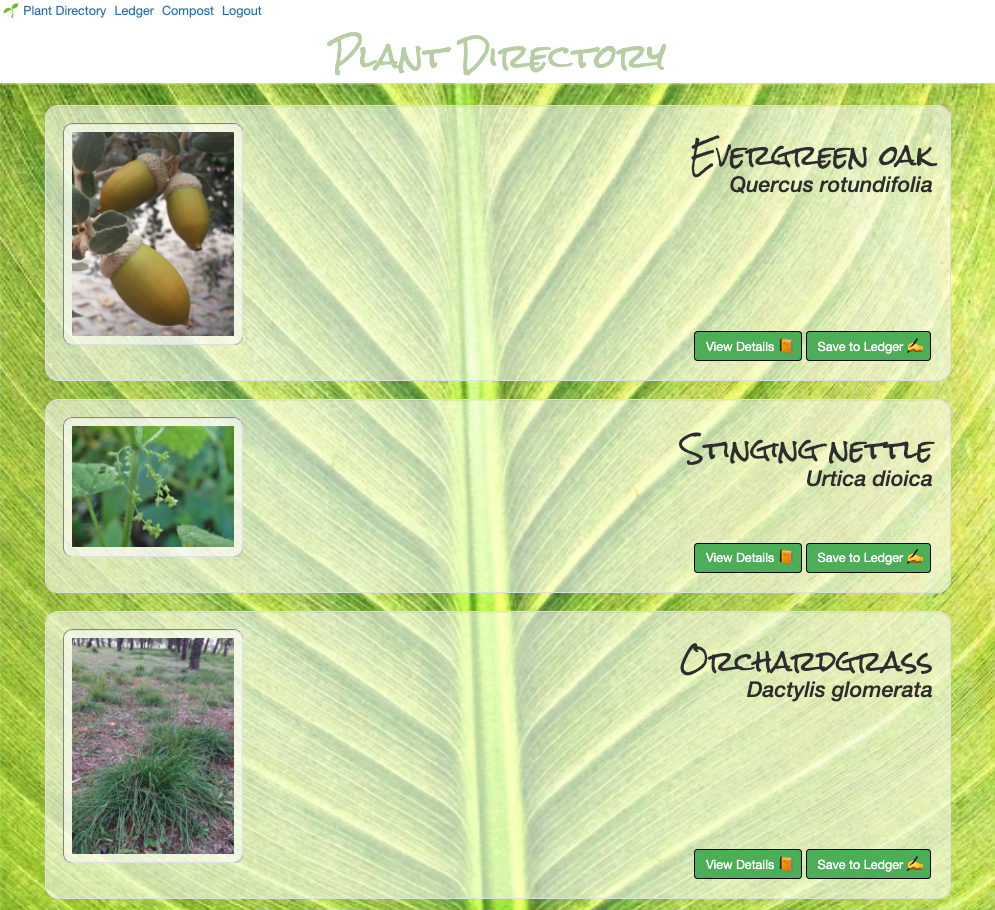 Plant Directory Ledger Compost Logout
Plant Directory
Evergreen oak
Quercus rotundifolia
View Details 📙 Save to Ledger ✍️
Stinging nettle
Urtica dioica
View Details 📙 Save to Ledger ✍️
Orchardgrass
Dactylis glomerata
View Details 📙 Save to Ledger ✍️